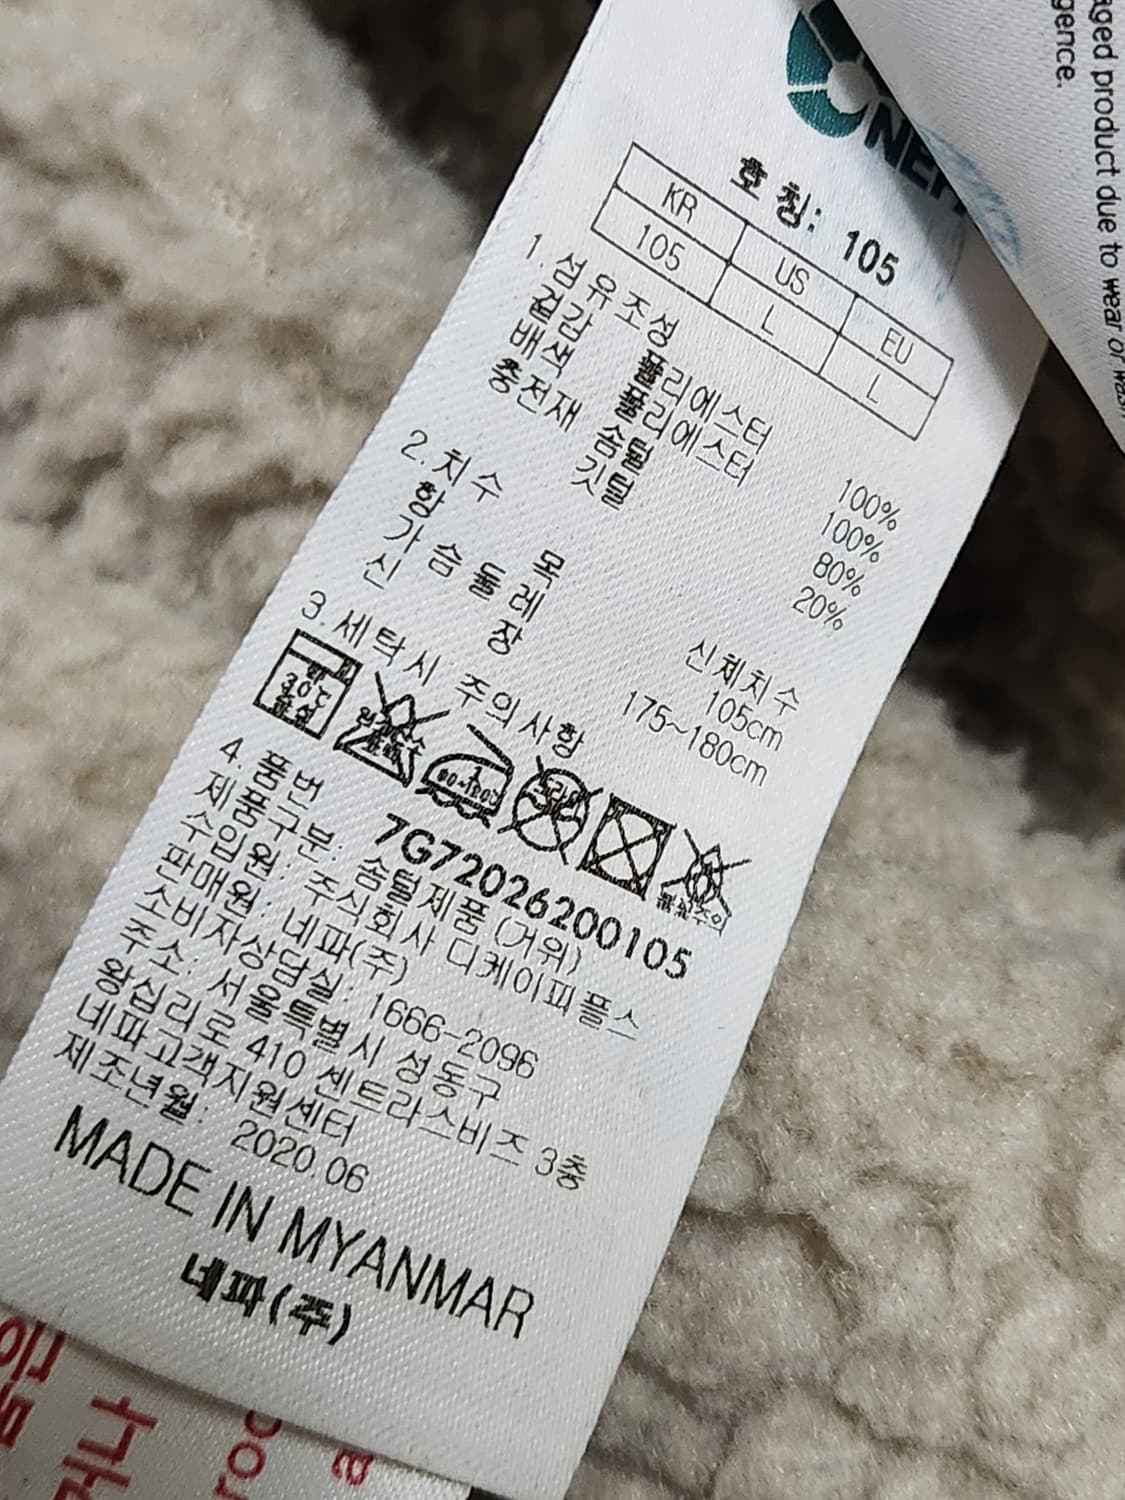 aged product due to wear or
gence.
호 칭: 105
KR US EU
105 L L
1. 섬유조성
겉감 폴리에스터 100%
배색 폴리에스터 100%
충전재 솜털 80%
깃털 20%
2. 치수
항 목 신체치수
가슴둘레 105cm
신 장 175~180cm
3. 세탁시 주의사항
약 30℃ 중성
4. 품번 7G72026200105
제품구분: 솜털제품 (거위)
수입원: 주식회사 디케이피플스
판매원: 네파(주)
소비자상담실: 1666-2096
주소: 서울특별시 성동구
왕십리로 410 센트라스비즈 3층
네파고객지원센터
제조년월: 2020.06
MADE IN MYANMAR
네파(주)